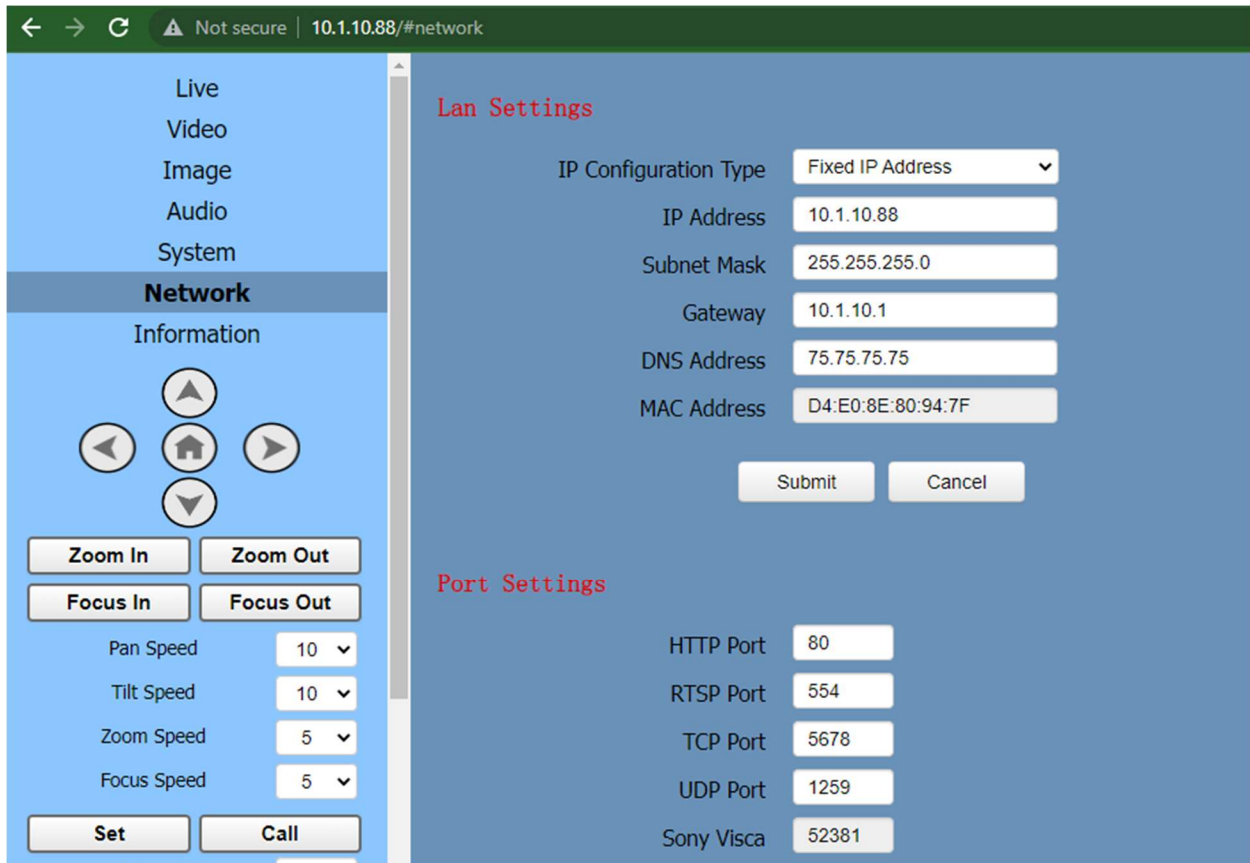 Not secure | 10.1.10.88/#network
Live
Video
Image
Audio
System
Network
Information
Zoom In Zoom Out
Focus In Focus Out
Pan Speed 10
Tilt Speed 10
Zoom Speed 5
Focus Speed 5
Set Call
Lan Settings
IP Configuration Type Fixed IP Address
IP Address 10.1.10.88
Subnet Mask 255.255.255.0
Gateway 10.1.10.1
DNS Address 75.75.75.75
MAC Address D4:E0:8E:80:94:7F
Submit Cancel
Port Settings
HTTP Port 80
RTSP Port 554
TCP Port 5678
UDP Port 1259
Sony Visca 52381